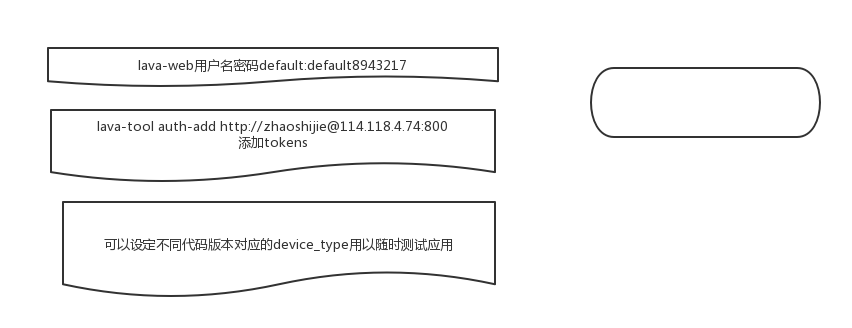 lava-web用户名密码default:default8943217
lava-tool auth-add http://zhaoshijie@114.118.4.74:800
添加tokens
可以设定不同代码版本对应的device_type用以随时测试应用